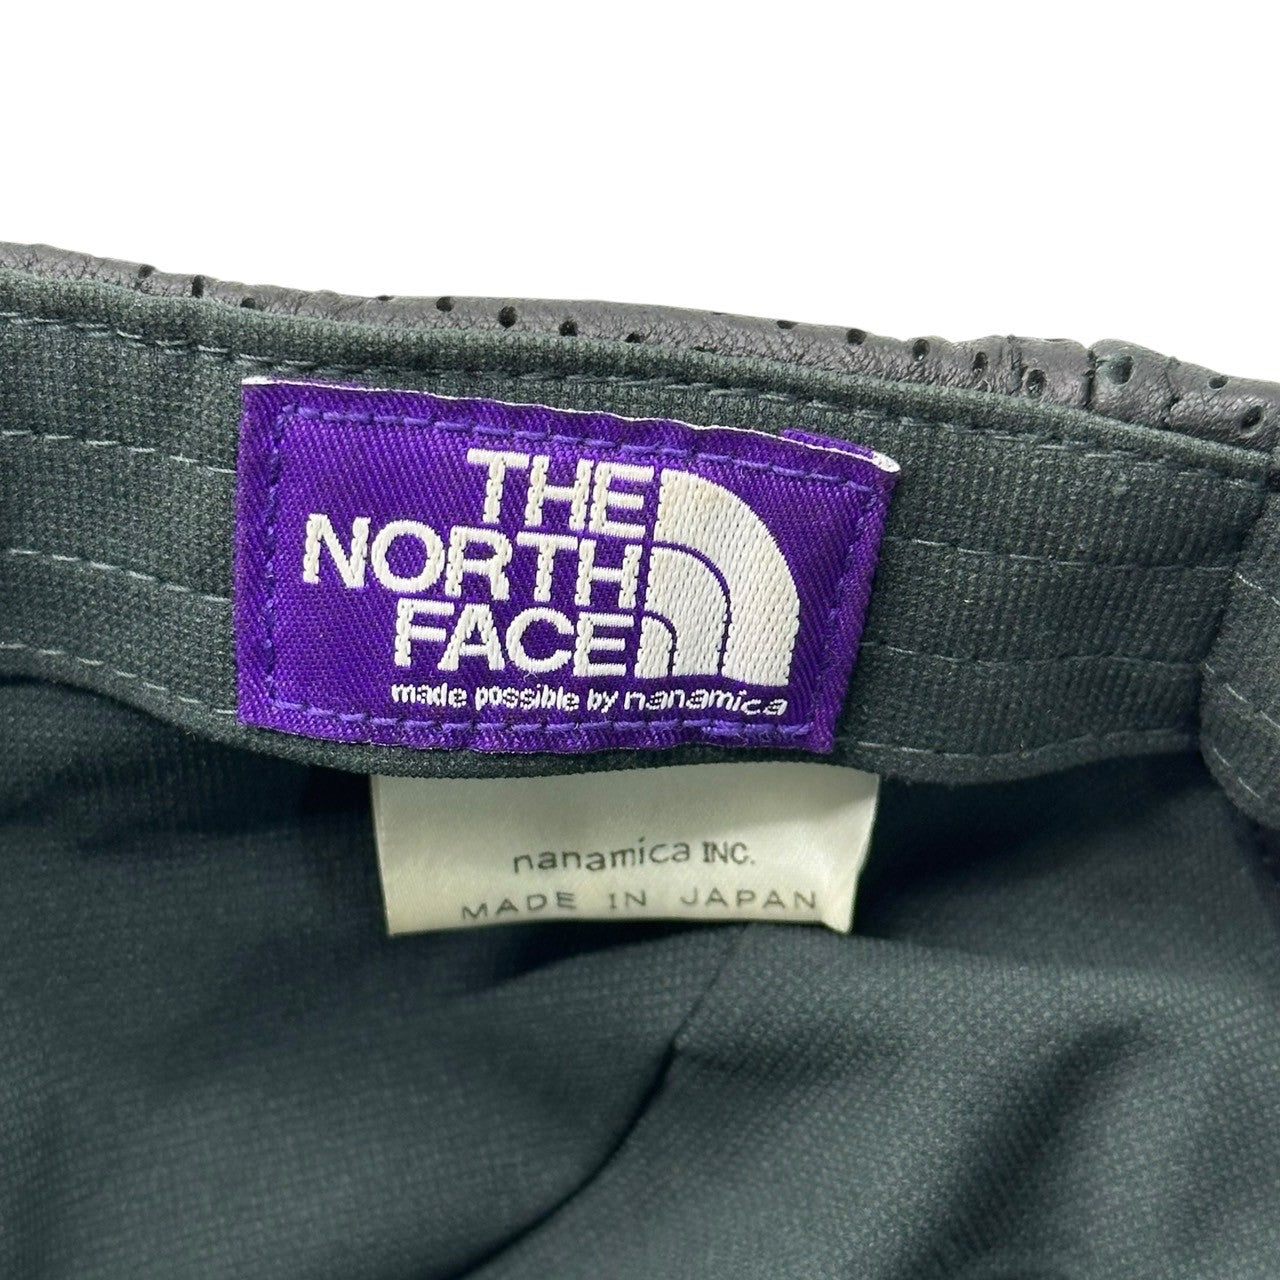 THE
NORTH
FACE
made possible by nanamica
nanamica INC.
MADE IN JAPAN